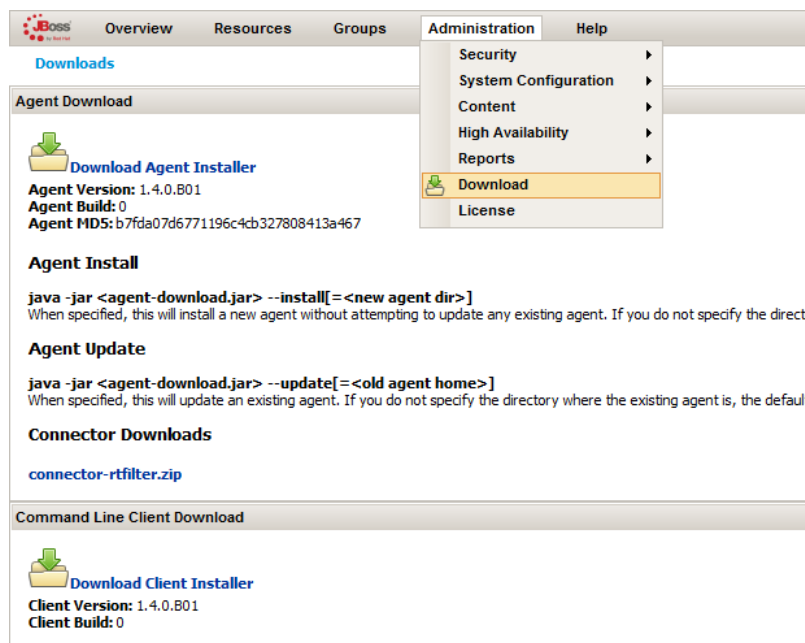 JBoss Overview Resources Groups Administration Help
by Red Hat
Downloads
Security
System Configuration
Content
High Availability
Reports
Download
License
Agent Download
Download Agent Installer
Agent Version: 1.4.0.B01
Agent Build: 0
Agent MD5: b7fda07d6771196c4cb327808413a467
Agent Install
java -jar <agent-download.jar> --install[=<new agent dir>]
When specified, this will install a new agent without attempting to update any existing agent. If you do not specify the direct
Agent Update
java -jar <agent-download.jar> --update[=<old agent home>]
When specified, this will update an existing agent. If you do not specify the directory where the existing agent is, the defaul
Connector Downloads
connector-rtfilter.zip
Command Line Client Download
Download Client Installer
Client Version: 1.4.0.B01
Client Build: 0